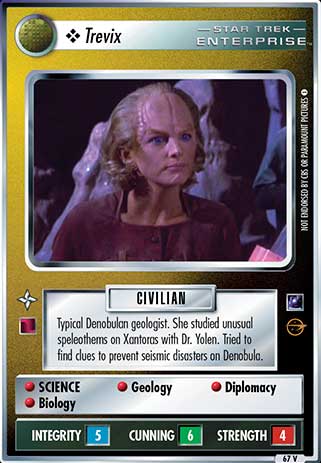 ❖ Trevix
STAR TREK
ENTERPRISE™
NOT ENDORSED BY CBS OR PARAMOUNT PICTURES
CIVILIAN
Typical Denobulan geologist. She studied unusual
speleothems on Xantoras with Dr. Yolen. Tried to
find clues to prevent seismic disasters on Denobula.
SCIENCE Geology Diplomacy
Biology
INTEGRITY 5 CUNNING 6 STRENGTH 4
67 V